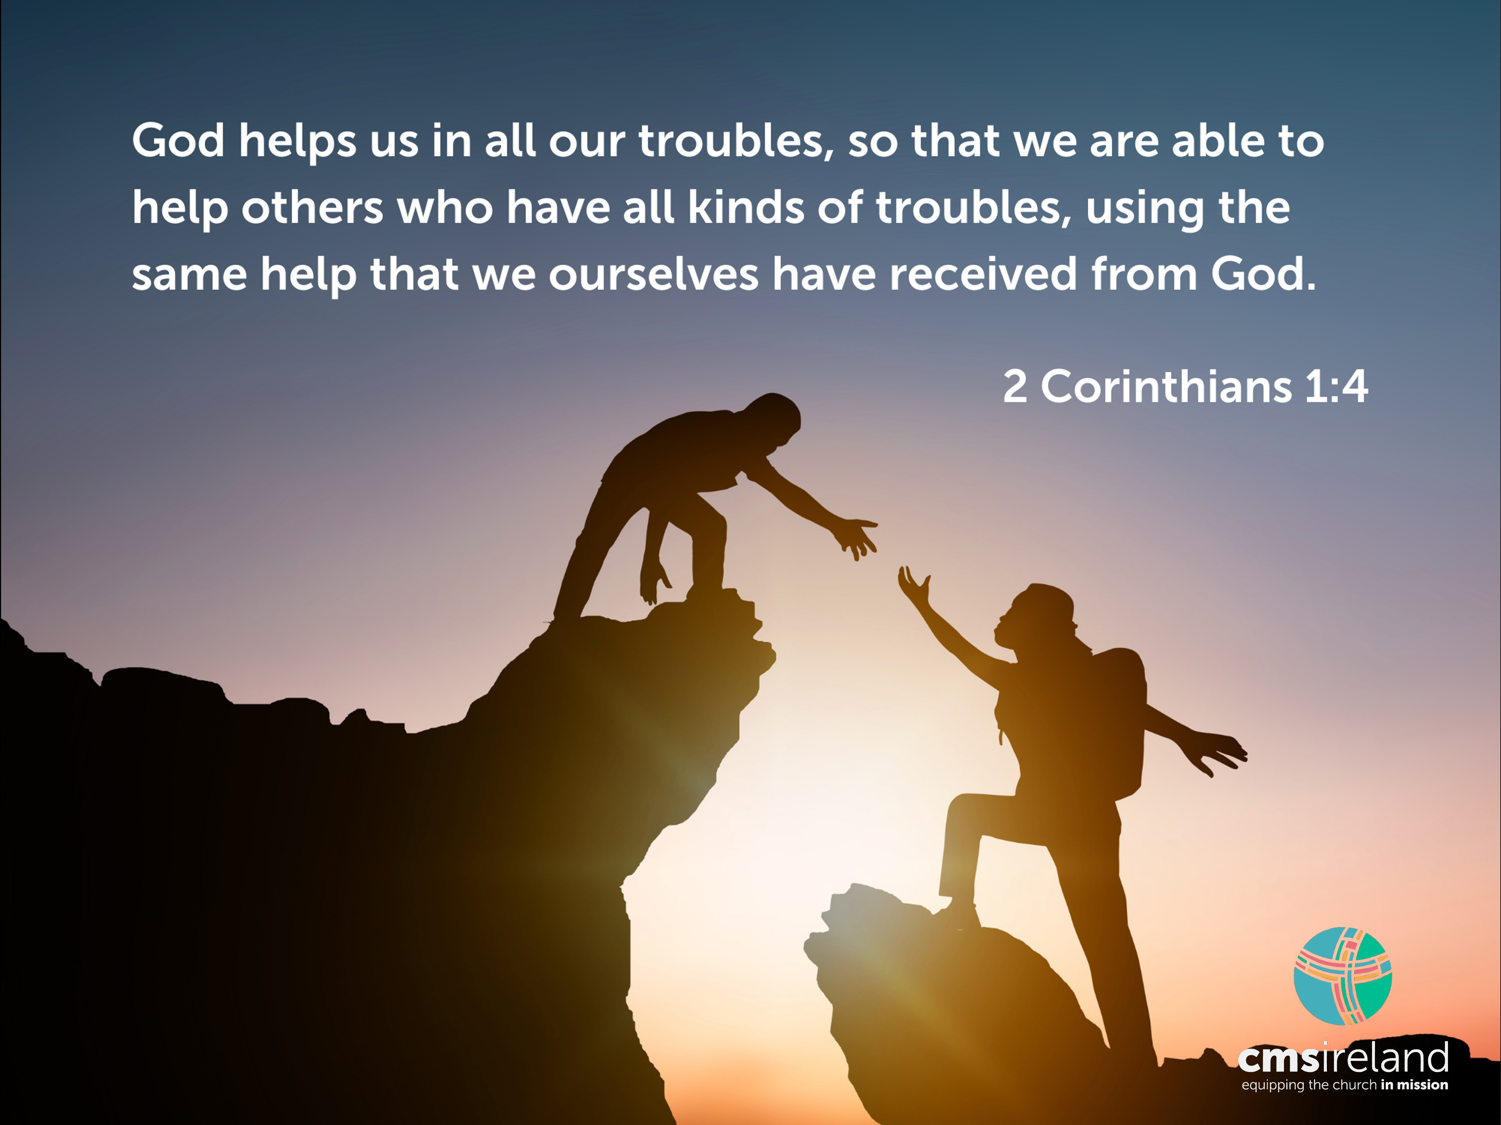 God helps us in all our troubles, so that we are able to
help others who have all kinds of troubles, using the
same help that we ourselves have received from God.
2 Corinthians 1:4
cmsireland
equipping the church in mission